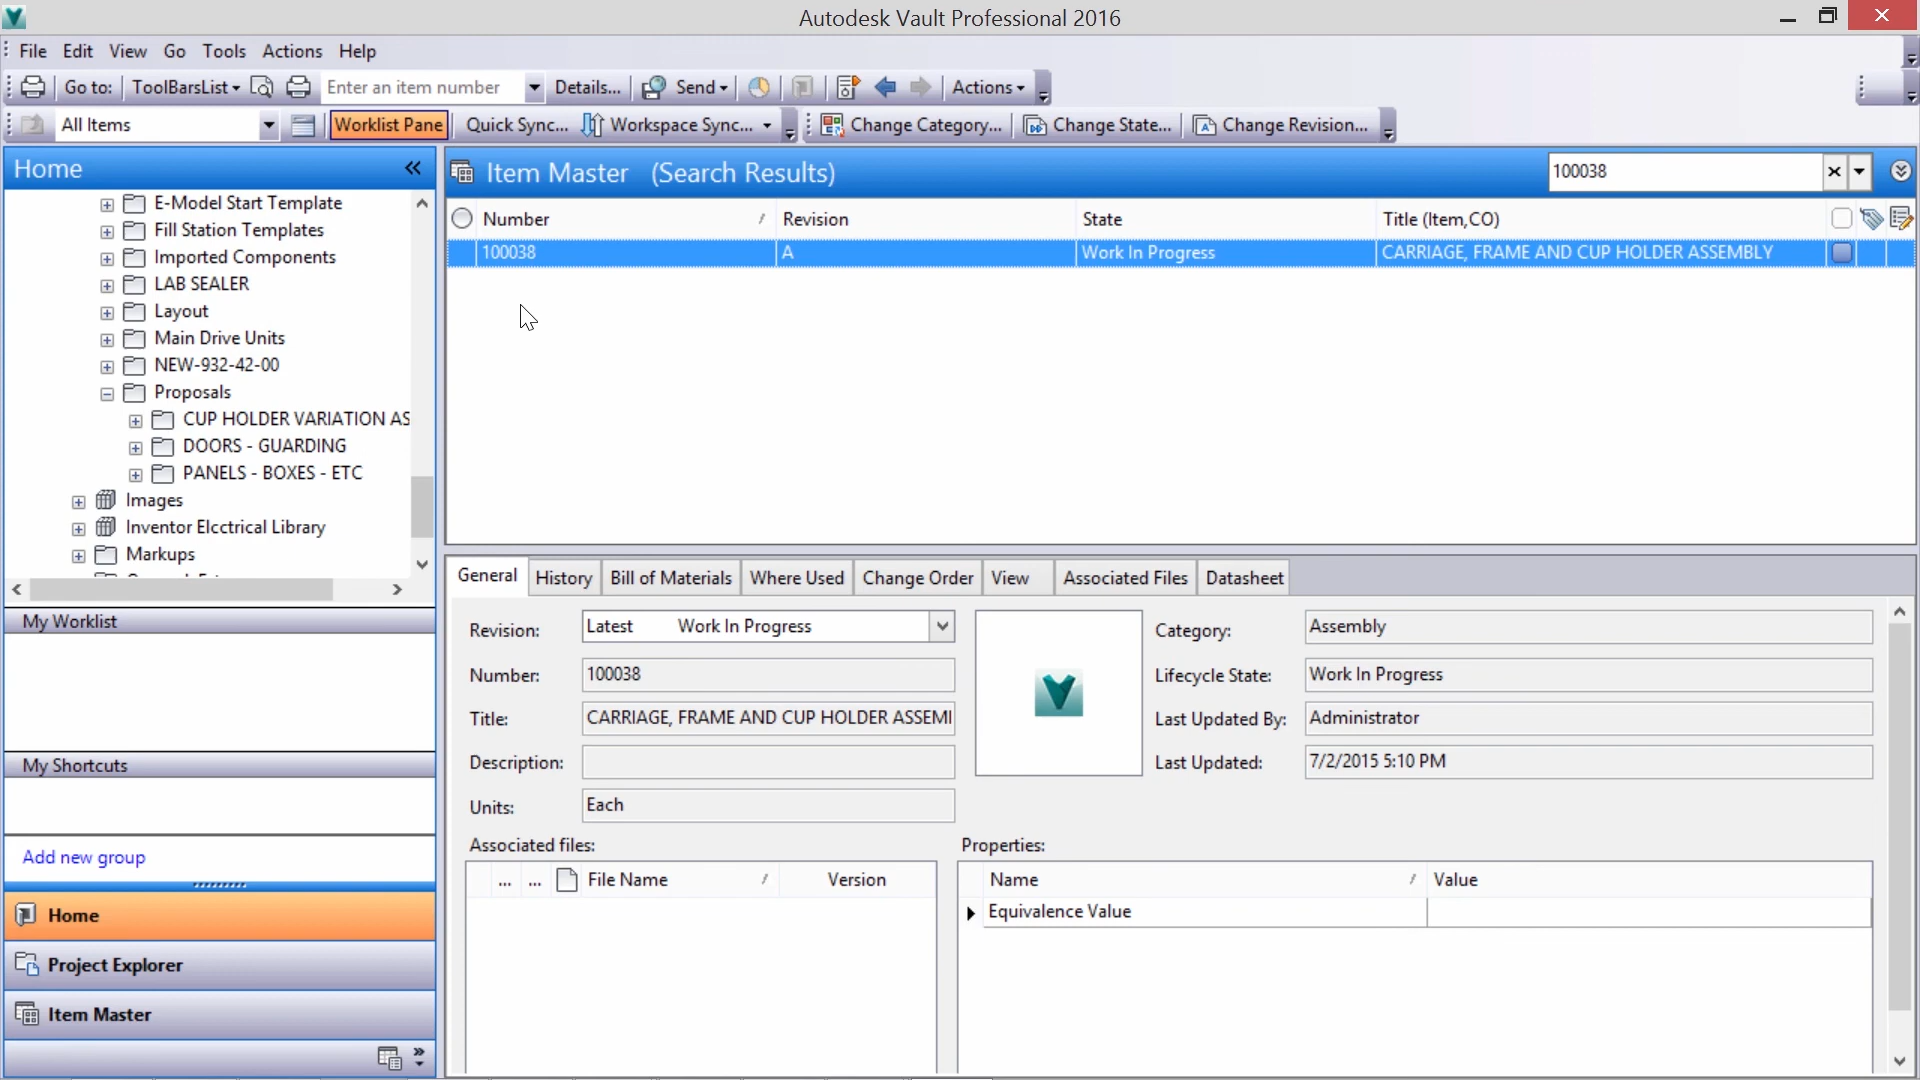 Autodesk Vault Professional 2016
File Edit View Go Tools Actions Help
Go to: ToolBarsList Enter an item number Details... Send Actions
All Items Worklist Pane Quick Sync... Workspace Sync... Change Category... Change State... Change Revision...
Home
E-Model Start Template
Fill Station Templates
Imported Components
LAB SEALER
Layout
Main Drive Units
NEW-932-42-00
Proposals
CUP HOLDER VARIATION AS
DOORS - GUARDING
PANELS - BOXES - ETC
Images
Inventor Elcctrical Library
Markups
My Worklist
My Shortcuts
Add new group
Home
Project Explorer
Item Master
Item Master (Search Results) 100038
Number Revision State Title (Item,CO)
100038 A Work In Progress CARRIAGE, FRAME AND CUP HOLDER ASSEMBLY
General History Bill of Materials Where Used Change Order View Associated Files Datasheet
Revision: Latest Work In Progress
Number: 100038
Title: CARRIAGE, FRAME AND CUP HOLDER ASSEMI
Description:
Units: Each
Category: Assembly
Lifecycle State: Work In Progress
Last Updated By: Administrator
Last Updated: 7/2/2015 5:10 PM
Associated files:
... ... File Name Version
Properties:
Name Value
Equivalence Value